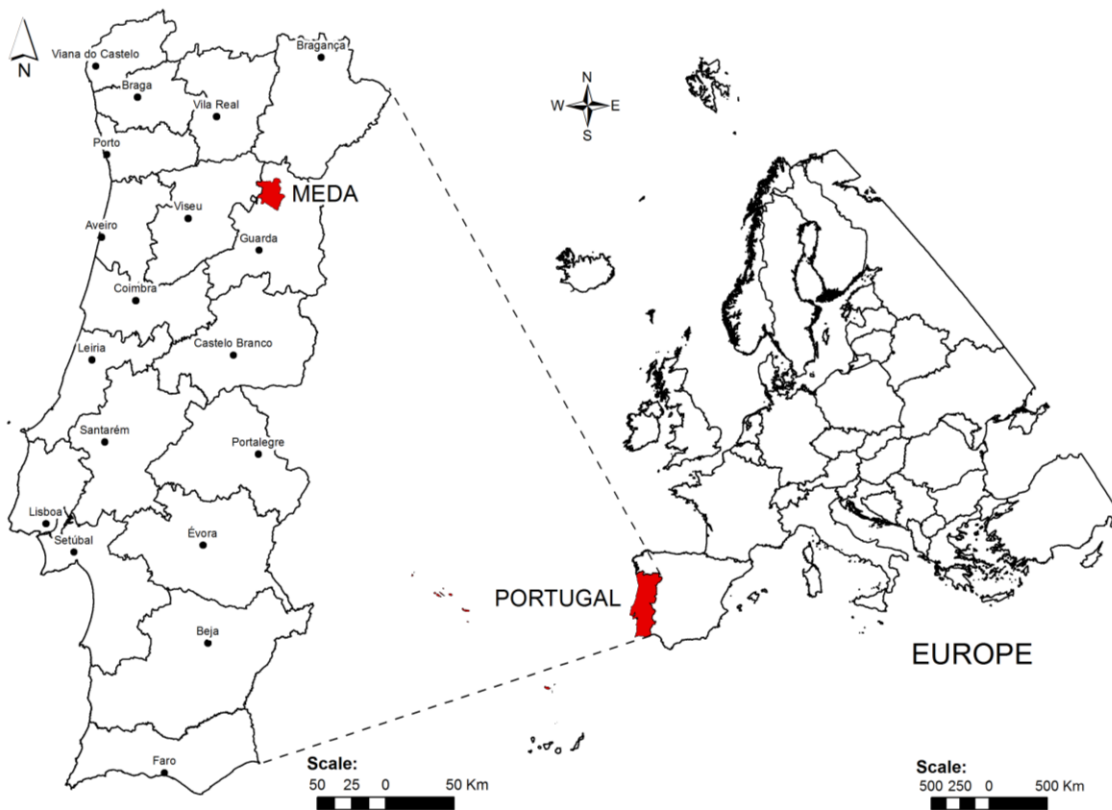 N
Viana do Castelo
Bragança
Braga
Vila Real
Porto
MEDA
Viseu
Aveiro
Guarda
Coimbra
Castelo Branco
Leiria
Santarém
Portalegre
Lisboa
Évora
Setúbal
Beja
Faro
Scale:
50 25 0 50 Km
N
W E
S
PORTUGAL
EUROPE
Scale:
500 250 0 500 Km